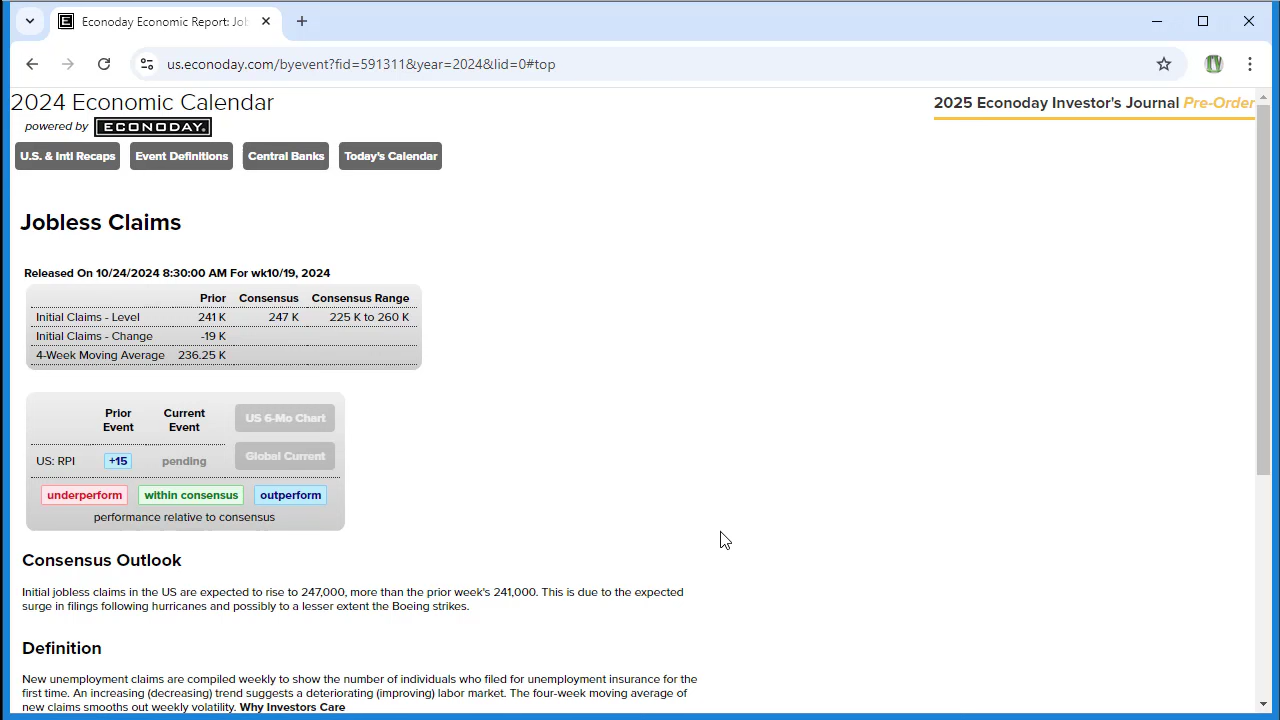 Econoday Economic Report: Job
us.econoday.com/byevent?fid=591311&year=2024&lid=0#top
2024 Economic Calendar
2025 Econoday Investor's Journal Pre-Order
powered by ECONODAY.
U.S. & Intl Recaps Event Definitions Central Banks Today's Calendar
Jobless Claims
Released On 10/24/2024 8:30:00 AM For wk10/19, 2024
Prior Consensus Consensus Range
Initial Claims - Level 241 K 247 K 225 K to 260 K
Initial Claims - Change -19 K
4-Week Moving Average 236.25 K
Prior Event Current Event US 6-Mo Chart
Global Current
US: RPI +15 pending
underperform within consensus outperform
performance relative to consensus
Consensus Outlook
Initial jobless claims in the US are expected to rise to 247,000, more than the prior week's 241,000. This is due to the expected
surge in filings following hurricanes and possibly to a lesser extent the Boeing strikes.
Definition
New unemployment claims are compiled weekly to show the number of individuals who filed for unemployment insurance for the
first time. An increasing (decreasing) trend suggests a deteriorating (improving) labor market. The four-week moving average of
new claims smooths out weekly volatility. Why Investors Care